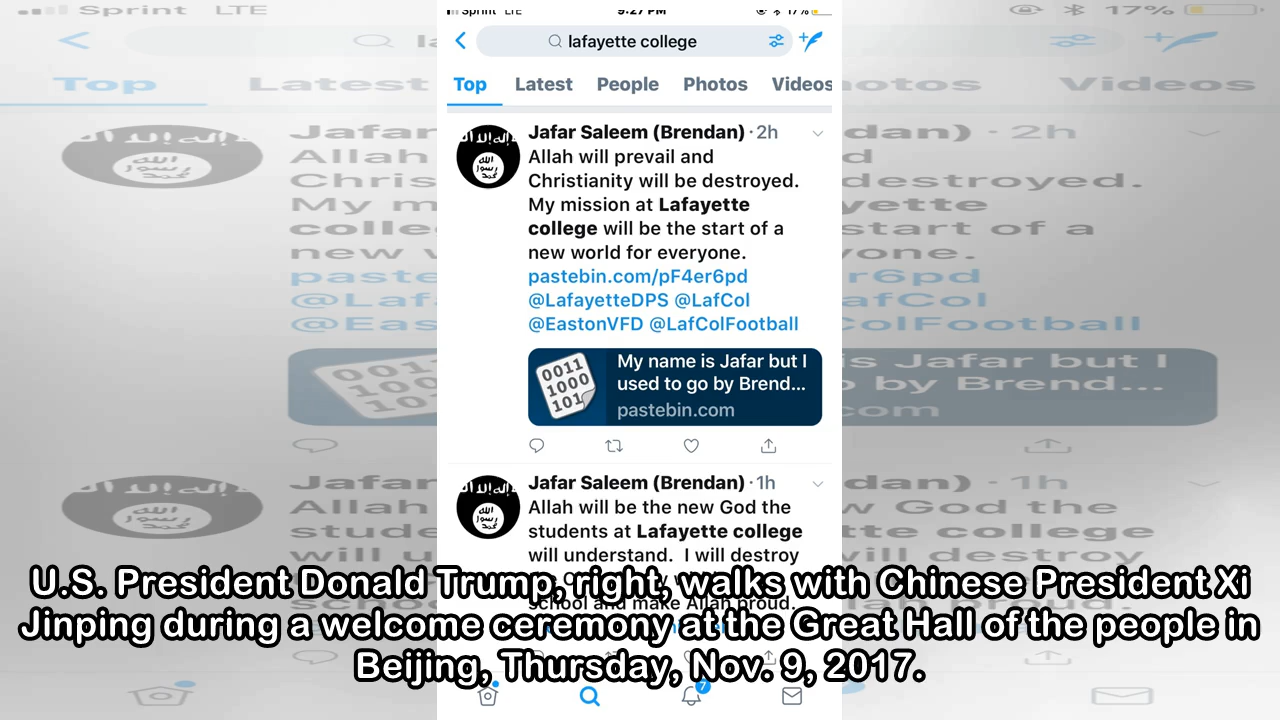 Sprint LTE 9:27 PM 17%
lafayette college
Top Latest People Photos Videos
Jafar Saleem (Brendan) · 2h
Allah will prevail and
Christianity will be destroyed.
My mission at Lafayette
college will be the start of a
new world for everyone.
pastebin.com/pF4er6pd
@LafayetteDPS @LafCol
@EastonVFD @LafColFootball
0011
1000
101
My name is Jafar but I
used to go by Brend...
pastebin.com
Jafar Saleem (Brendan) · 1h
Allah will be the new God the
students at Lafayette college
will understand. I will destroy
school and make Allah proud.
U.S. President Donald Trump, right, walks with Chinese President Xi
Jinping during a welcome ceremony at the Great Hall of the people in
Beijing, Thursday, Nov. 9, 2017.
7